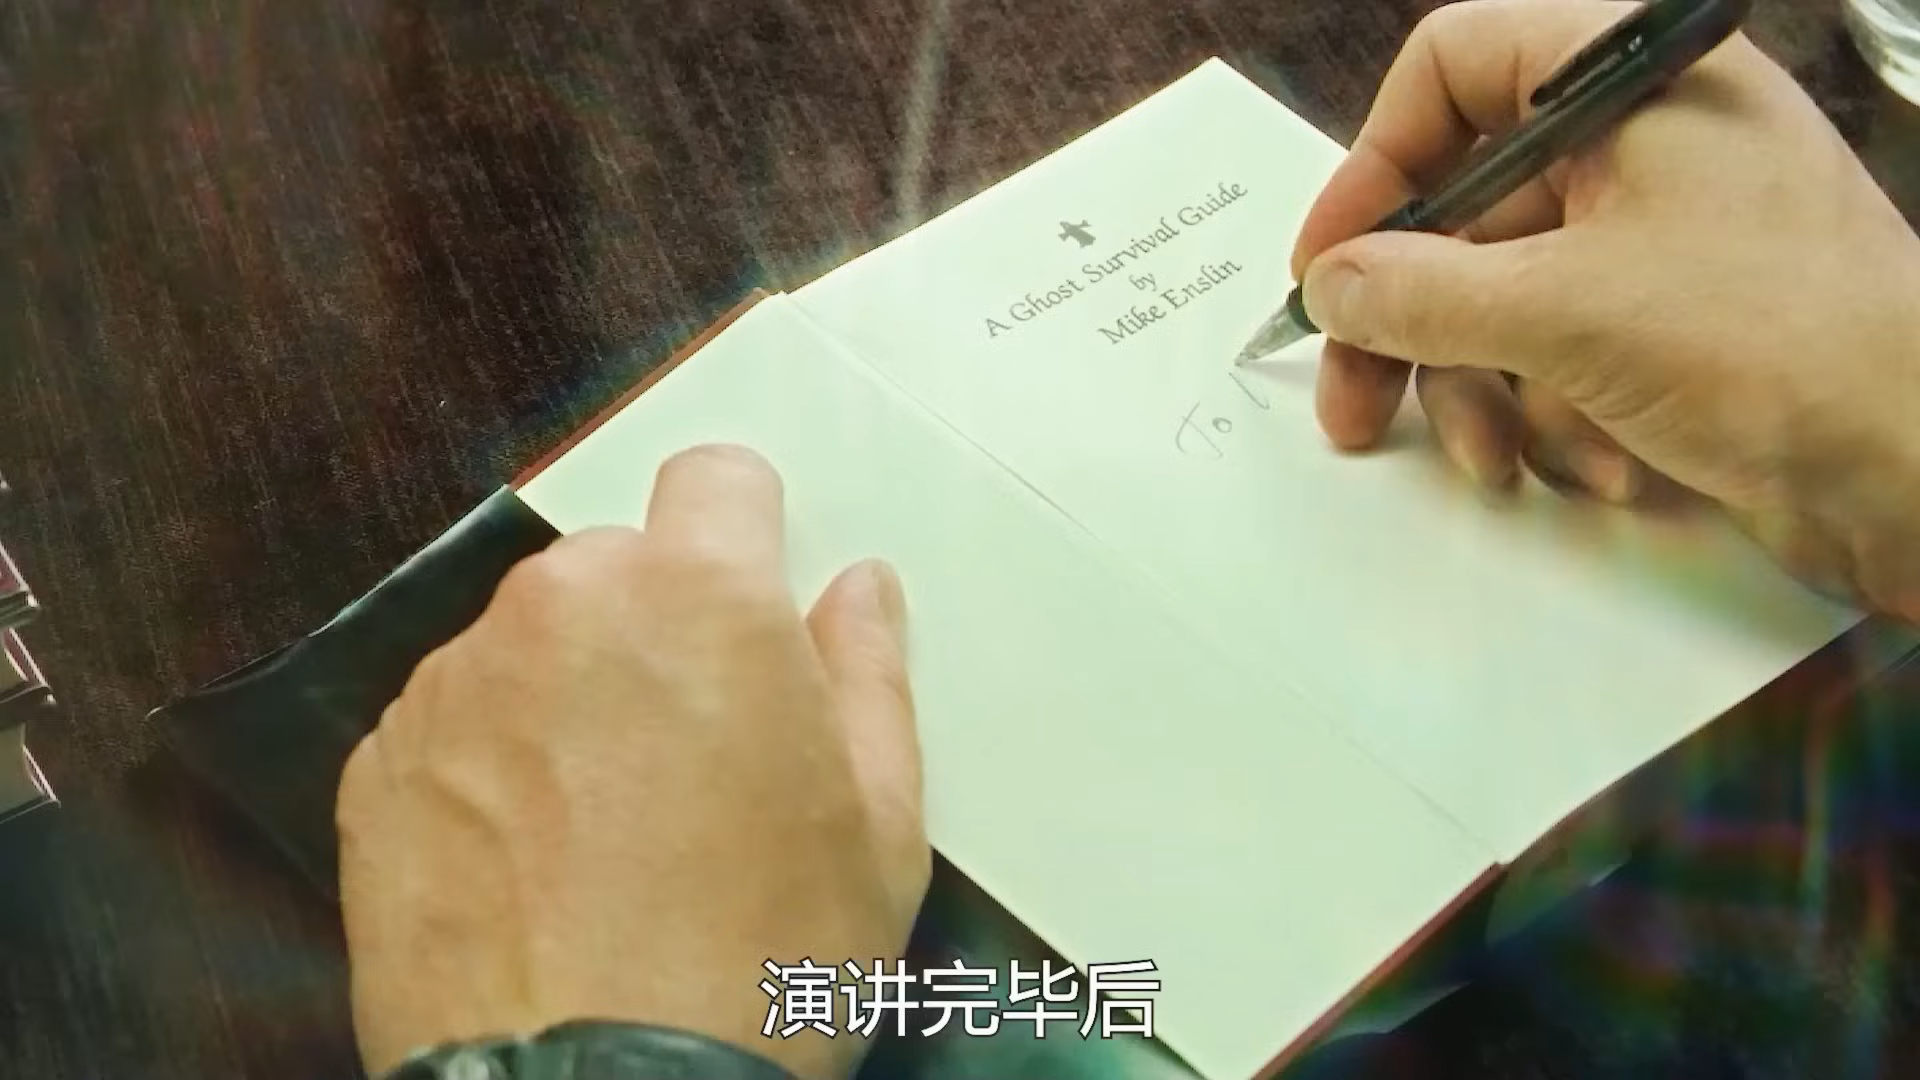 A Ghost Survival Guide
by
Mike Enslin
To
演讲完毕后